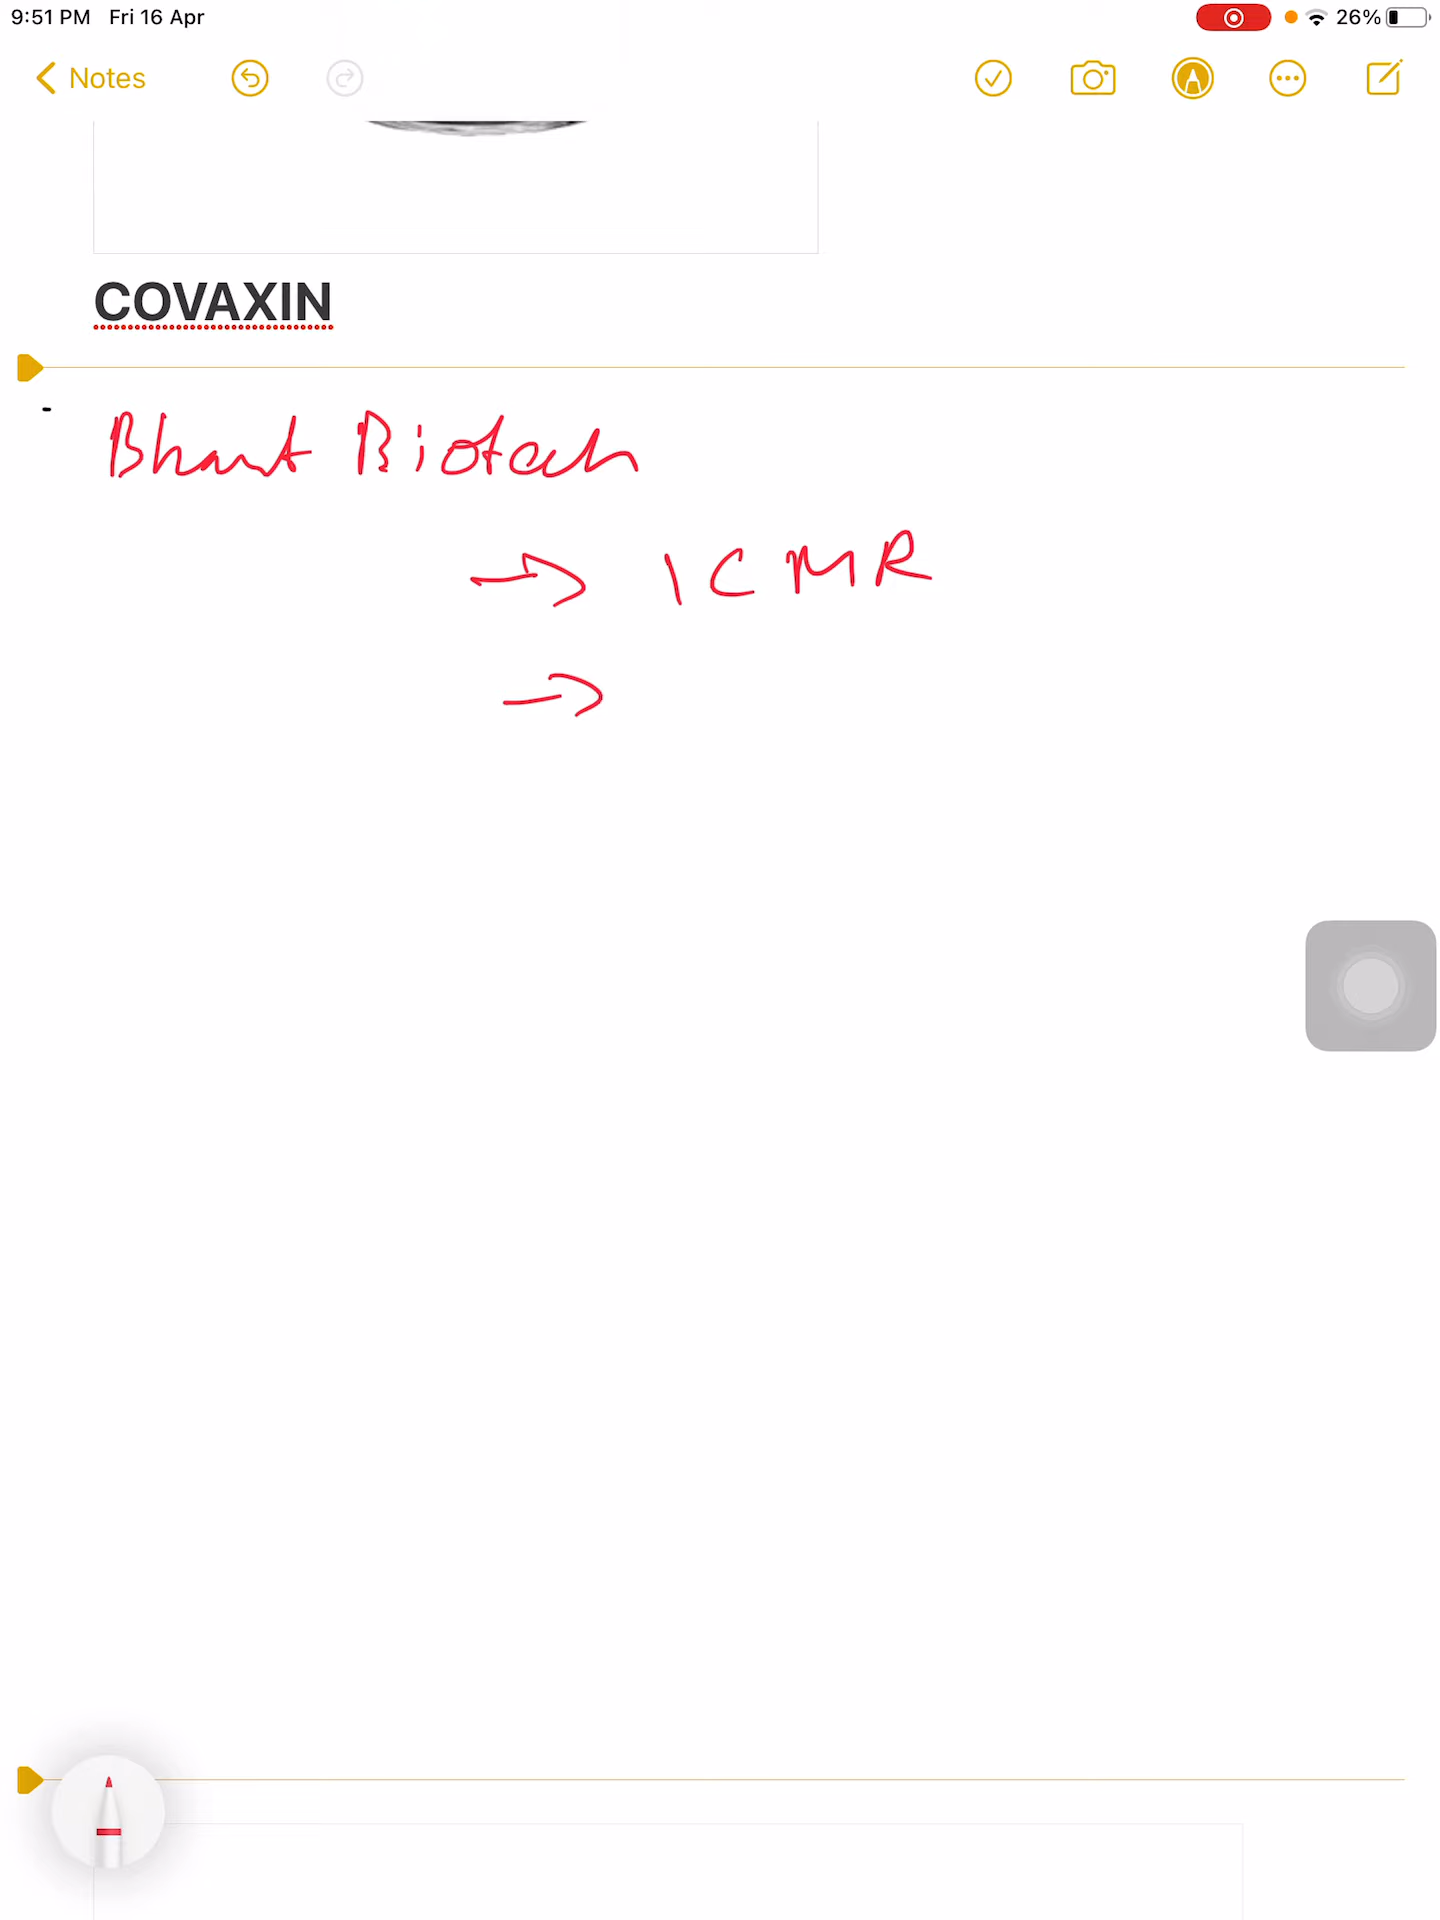 9:51 PM Fri 16 Apr 26%
Notes
COVAXIN
Bharat Biotech
→ ICMR
→